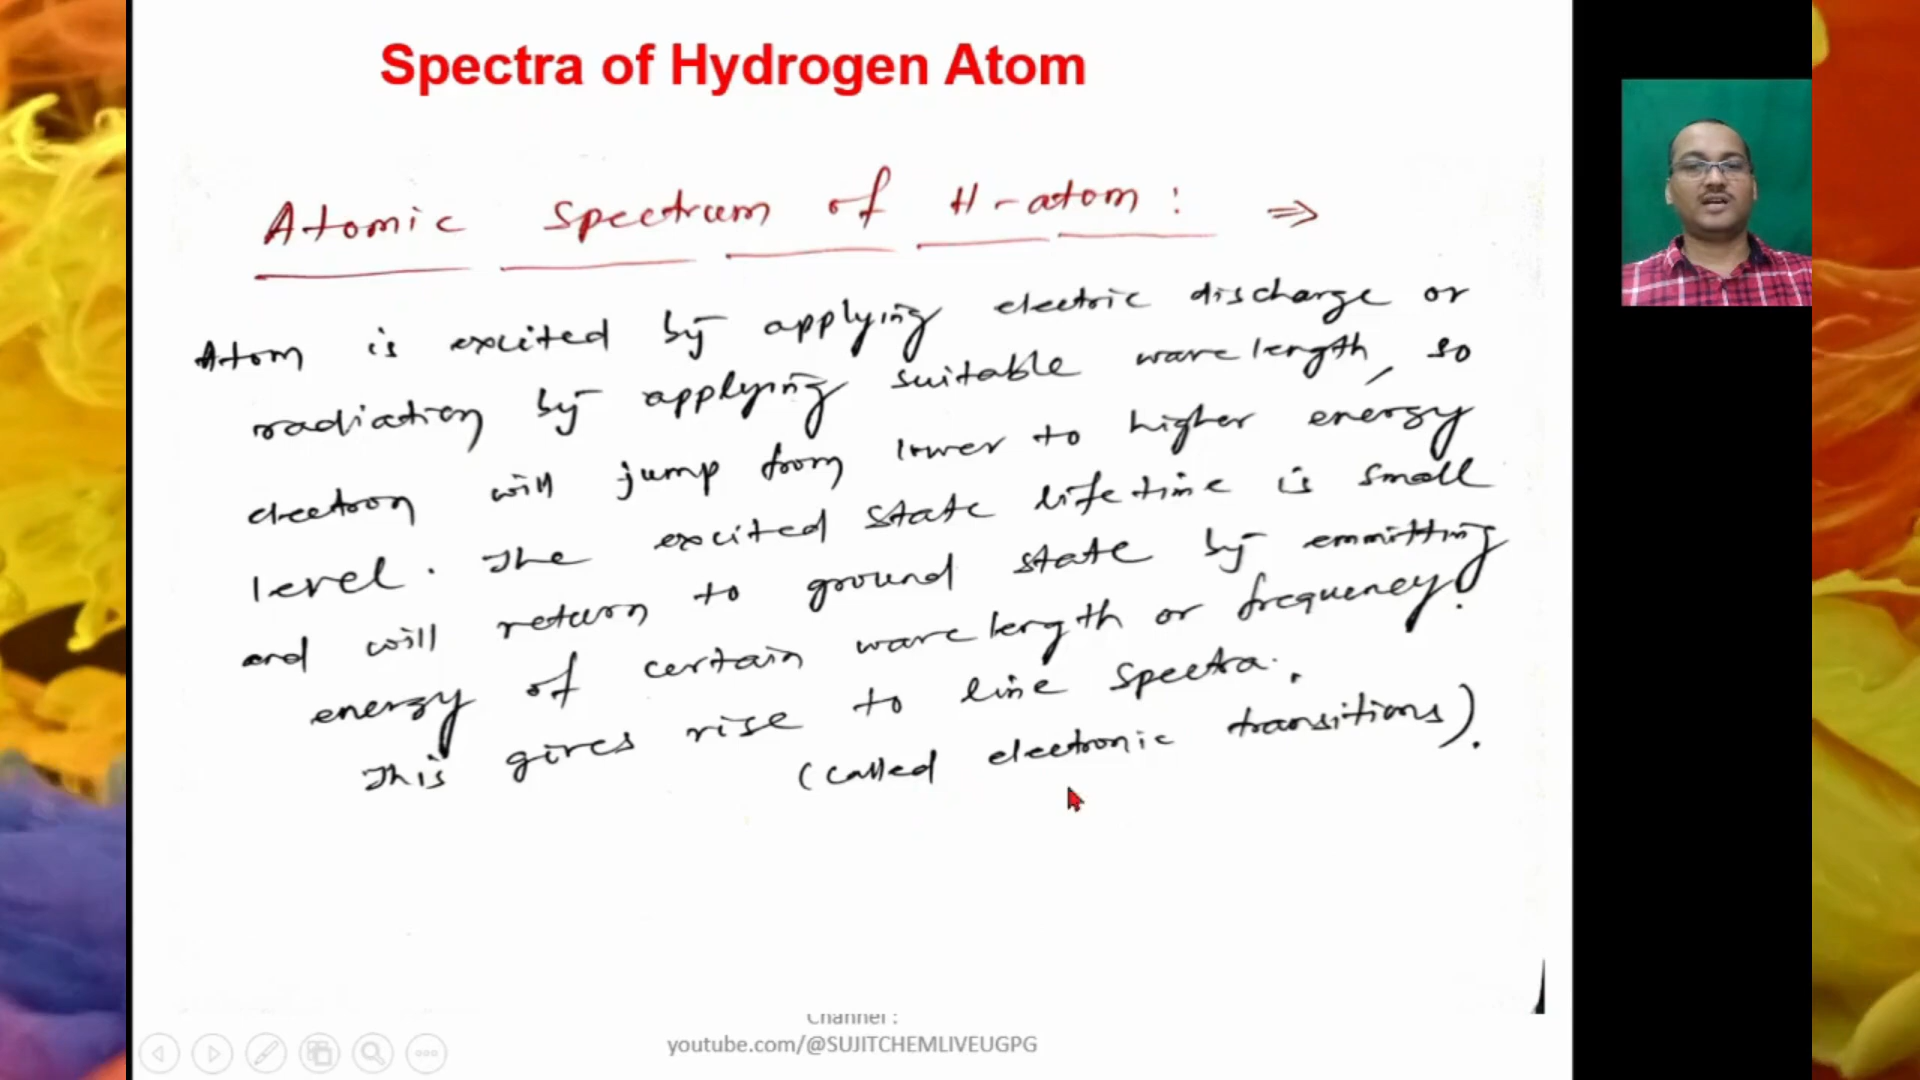 Spectra of Hydrogen Atom
Atomic Spectrum of H-atom: ⇒
Atom is excited by applying electric discharge or
radiation by applying suitable wavelength, so
electron will jump from lower to higher energy
level. The excited state lifetime is small
and will return to ground state by emmitting
energy of certain wavelength or frequency.
This gives rise to line spectra.
(called electronic transitions).
Channel :
youtube.com/@SUJITCHEMLIVEUGPG